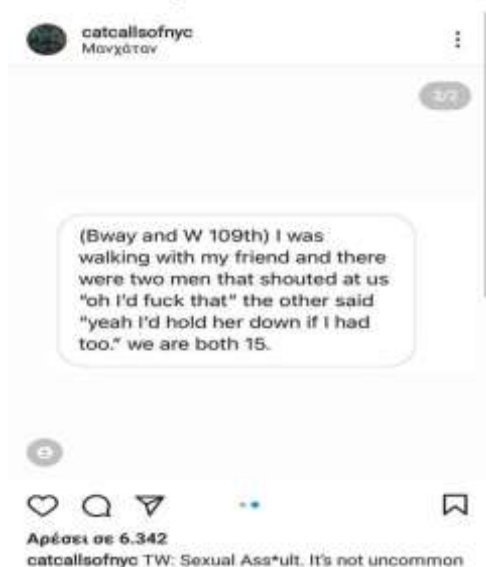 catcallsofnyc
Μανχάταν
2/2
(Bway and W 109th) I was
walking with my friend and there
were two men that shouted at us
"oh I'd fuck that" the other said
"yeah I'd hold her down if I had
too." we are both 15.
Αρέσει σε 6.342
catcallsofnyc TW: Sexual Ass*ult. It's not uncommon